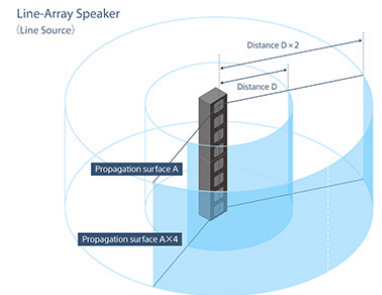 Line-Array Speaker
(Line Source)
Distance D×2
Distance D
Propagation surface A
Propagation surface A×4